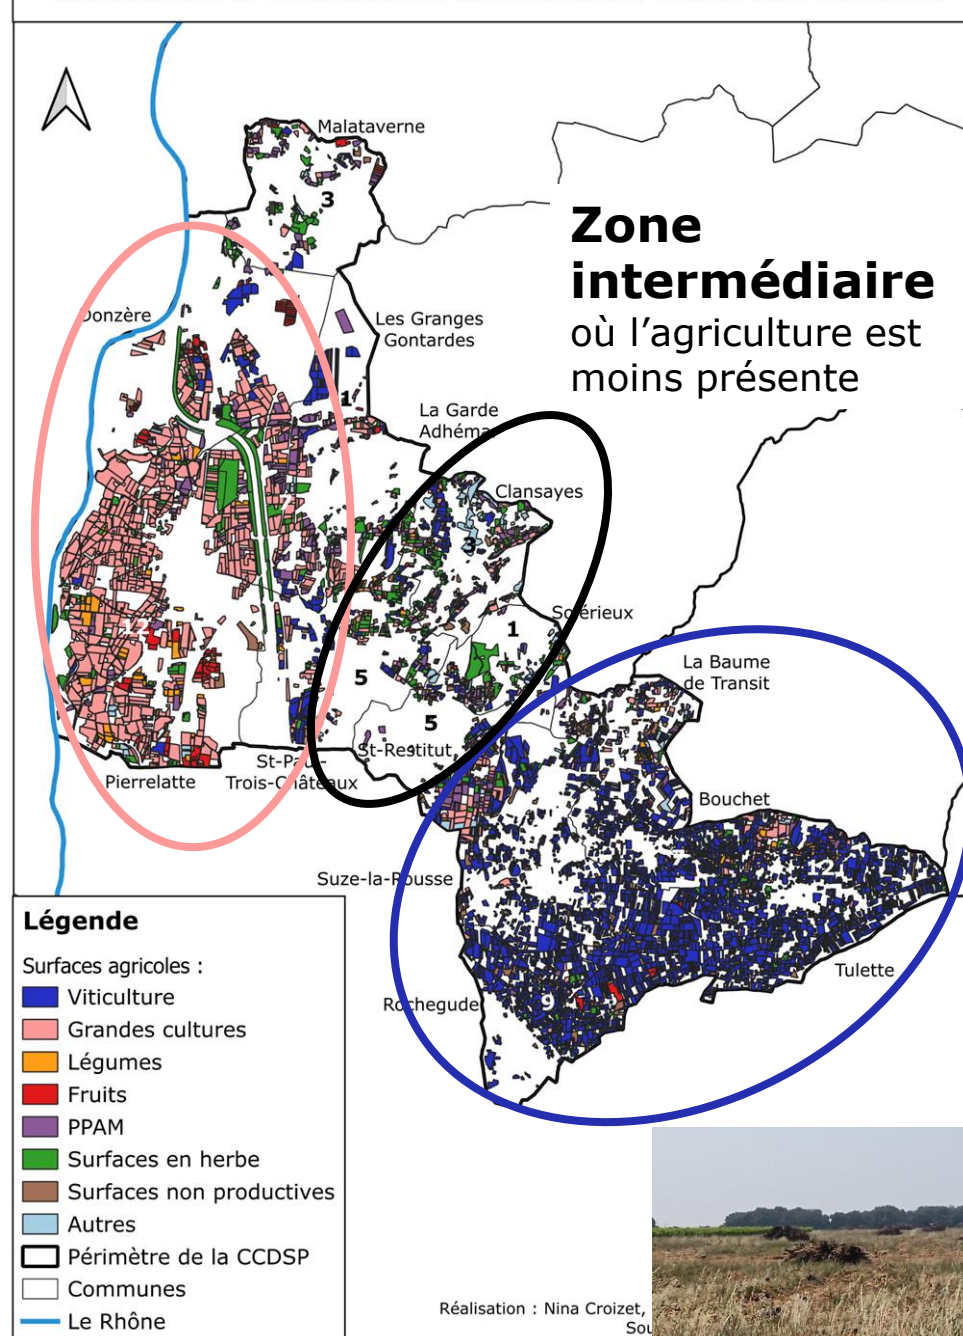 Malataverne
3
Zone
intermédiaire
où l'agriculture est
moins présente
Donzère
Les Granges
Gontardes
1
La Garde
Adhémar
Clansayes
3
Solérieux
1
12
5
5
La Baume
de Transit
St-Restitut
St-Paul-
Trois-Châteaux
Pierrelatte
Bouchet
Suze-la-Rousse
Tulette
Rochegude
9
Légende
Surfaces agricoles :
Viticulture
Grandes cultures
Légumes
Fruits
PPAM
Surfaces en herbe
Surfaces non productives
Autres
Périmètre de la CCDSP
Communes
Le Rhône
Réalisation : Nina Croizet,
Sou